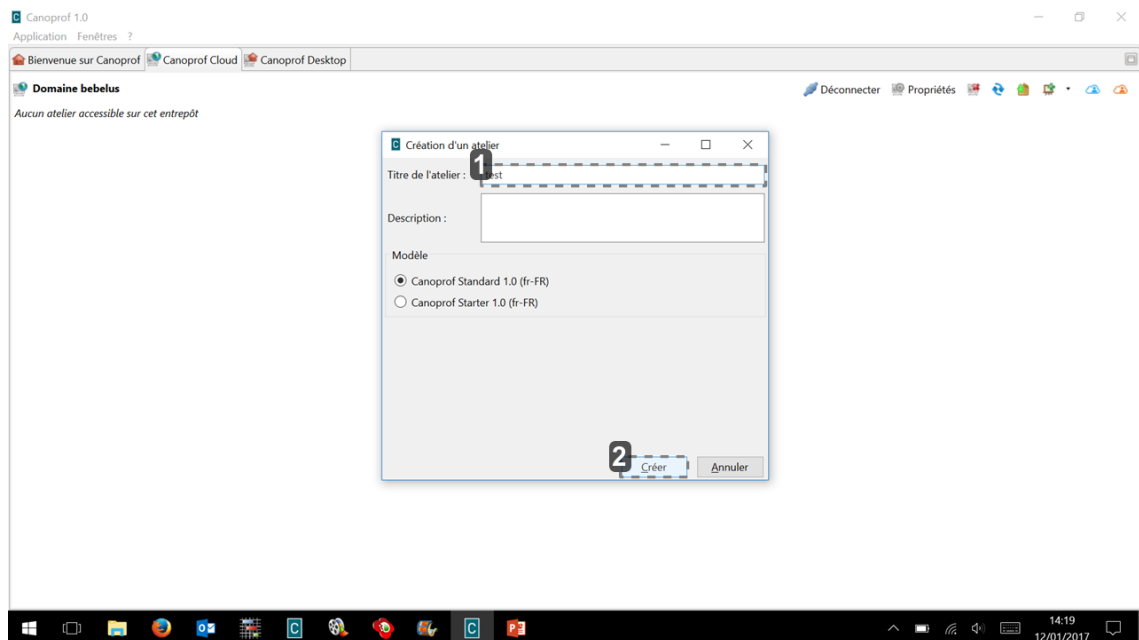 Canoprof 1.0
Application Fenêtres ?
Bienvenue sur Canoprof Canoprof Cloud Canoprof Desktop
Domaine bebelus Déconnecter Propriétés
Aucun atelier accessible sur cet entrepôt
Création d'un atelier
1
Titre de l'atelier : test
Description :
Modèle
Canoprof Standard 1.0 (fr-FR)
Canoprof Starter 1.0 (fr-FR)
2
Créer Annuler
14:19
12/01/2017